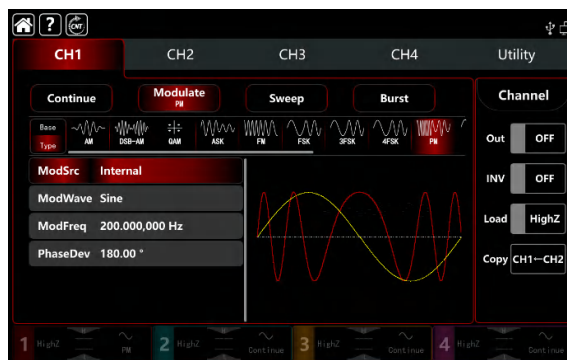 ? CNT
CH1 CH2 CH3 CH4 Utility
Continue Modulate PM Sweep Burst Channel
Base Type AM DSB-AM QAM ASK FM FSK 3FSK 4FSK PM
Out OFF
ModSrc Internal
INV OFF
ModWave Sine
ModFreq 200.000,000 Hz
Load HighZ
PhaseDev 180.00 °
Copy CH1←CH2
1 HighZ PM 2 HighZ Continue 3 HighZ Continue 4 HighZ Continue